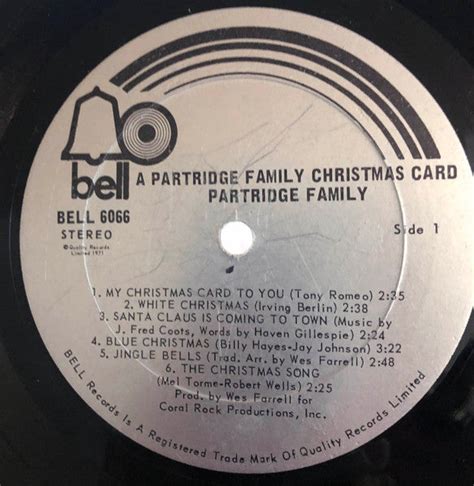 bell
A PARTRIDGE FAMILY CHRISTMAS CARD
PARTRIDGE FAMILY
BELL 6066
STEREO
Side 1
© Quality Records
Limited 1971
1. MY CHRISTMAS CARD TO YOU (Tony Romeo) 2:35
2. WHITE CHRISTMAS (Irving Berlin) 2:38
3. SANTA CLAUS IS COMING TO TOWN (Music by
J. Fred Coots, Words by Haven Gillespie) 2:24
4. BLUE CHRISTMAS (Billy Hayes-Jay Johnson) 3:22
5. JINGLE BELLS (Trad. Arr. by Wes Farrell) 2:48
6. THE CHRISTMAS SONG
(Mel Torme-Robert Wells) 2:25
Prod. by Wes Farrell for
Coral Rock Productions, Inc.
BELL Records Is A Registered Trade Mark Of Quality Records Limited